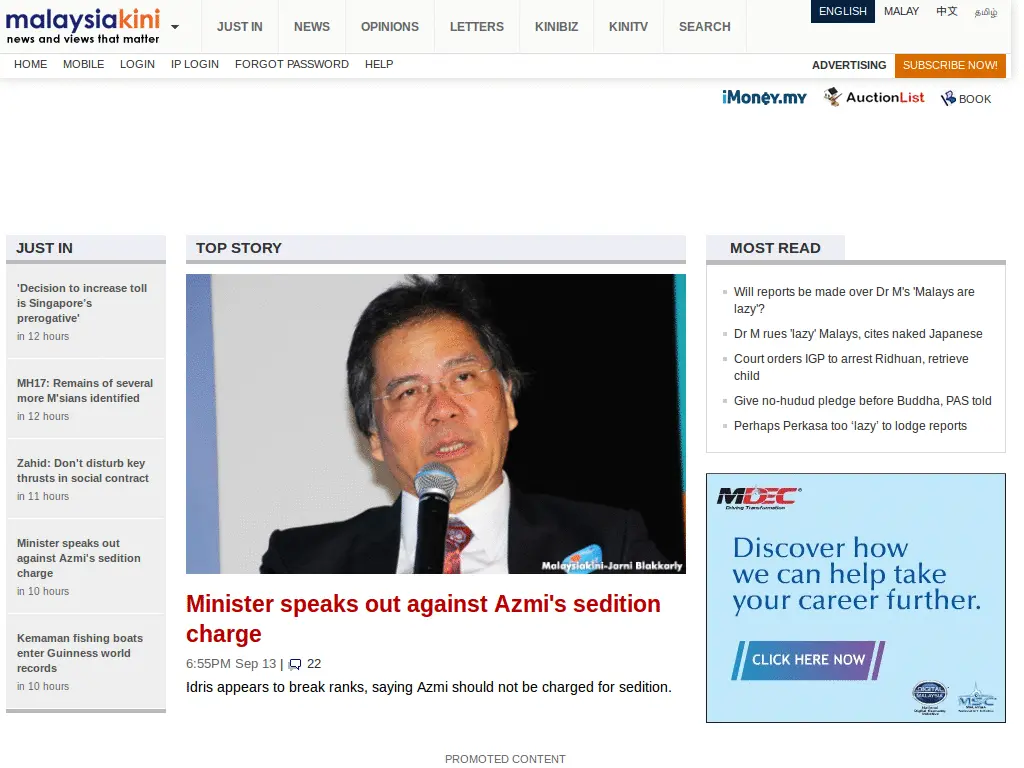 malaysiakini
news and views that matter
JUST IN
NEWS
OPINIONS
LETTERS
KINIBIZ
KINITV
SEARCH
ENGLISH
MALAY
中文
தமிழ்
HOME
MOBILE
LOGIN
IP LOGIN
FORGOT PASSWORD
HELP
ADVERTISING
SUBSCRIBE NOW!
iMoney.my
AuctionList
BOOK
JUST IN
'Decision to increase toll
is Singapore's
prerogative'
in 12 hours
MH17: Remains of several
more M'sians identified
in 12 hours
Zahid: Don't disturb key
thrusts in social contract
in 11 hours
Minister speaks out
against Azmi's sedition
charge
in 10 hours
Kemaman fishing boats
enter Guinness world
records
in 10 hours
TOP STORY
Malaysiakini-Jarni Blakkarly
Minister speaks out against Azmi's sedition
charge
6:55PM Sep 13 | 22
Idris appears to break ranks, saying Azmi should not be charged for sedition.
MOST READ
Will reports be made over Dr M's 'Malays are
lazy'?
Dr M rues 'lazy' Malays, cites naked Japanese
Court orders IGP to arrest Ridhuan, retrieve
child
Give no-hudud pledge before Buddha, PAS told
Perhaps Perkasa too ‘lazy’ to lodge reports
MDEC
Driving Transformation
Discover how
we can help take
your career further.
CLICK HERE NOW
DIGITAL
MALAYSIA
MSC
PROMOTED CONTENT